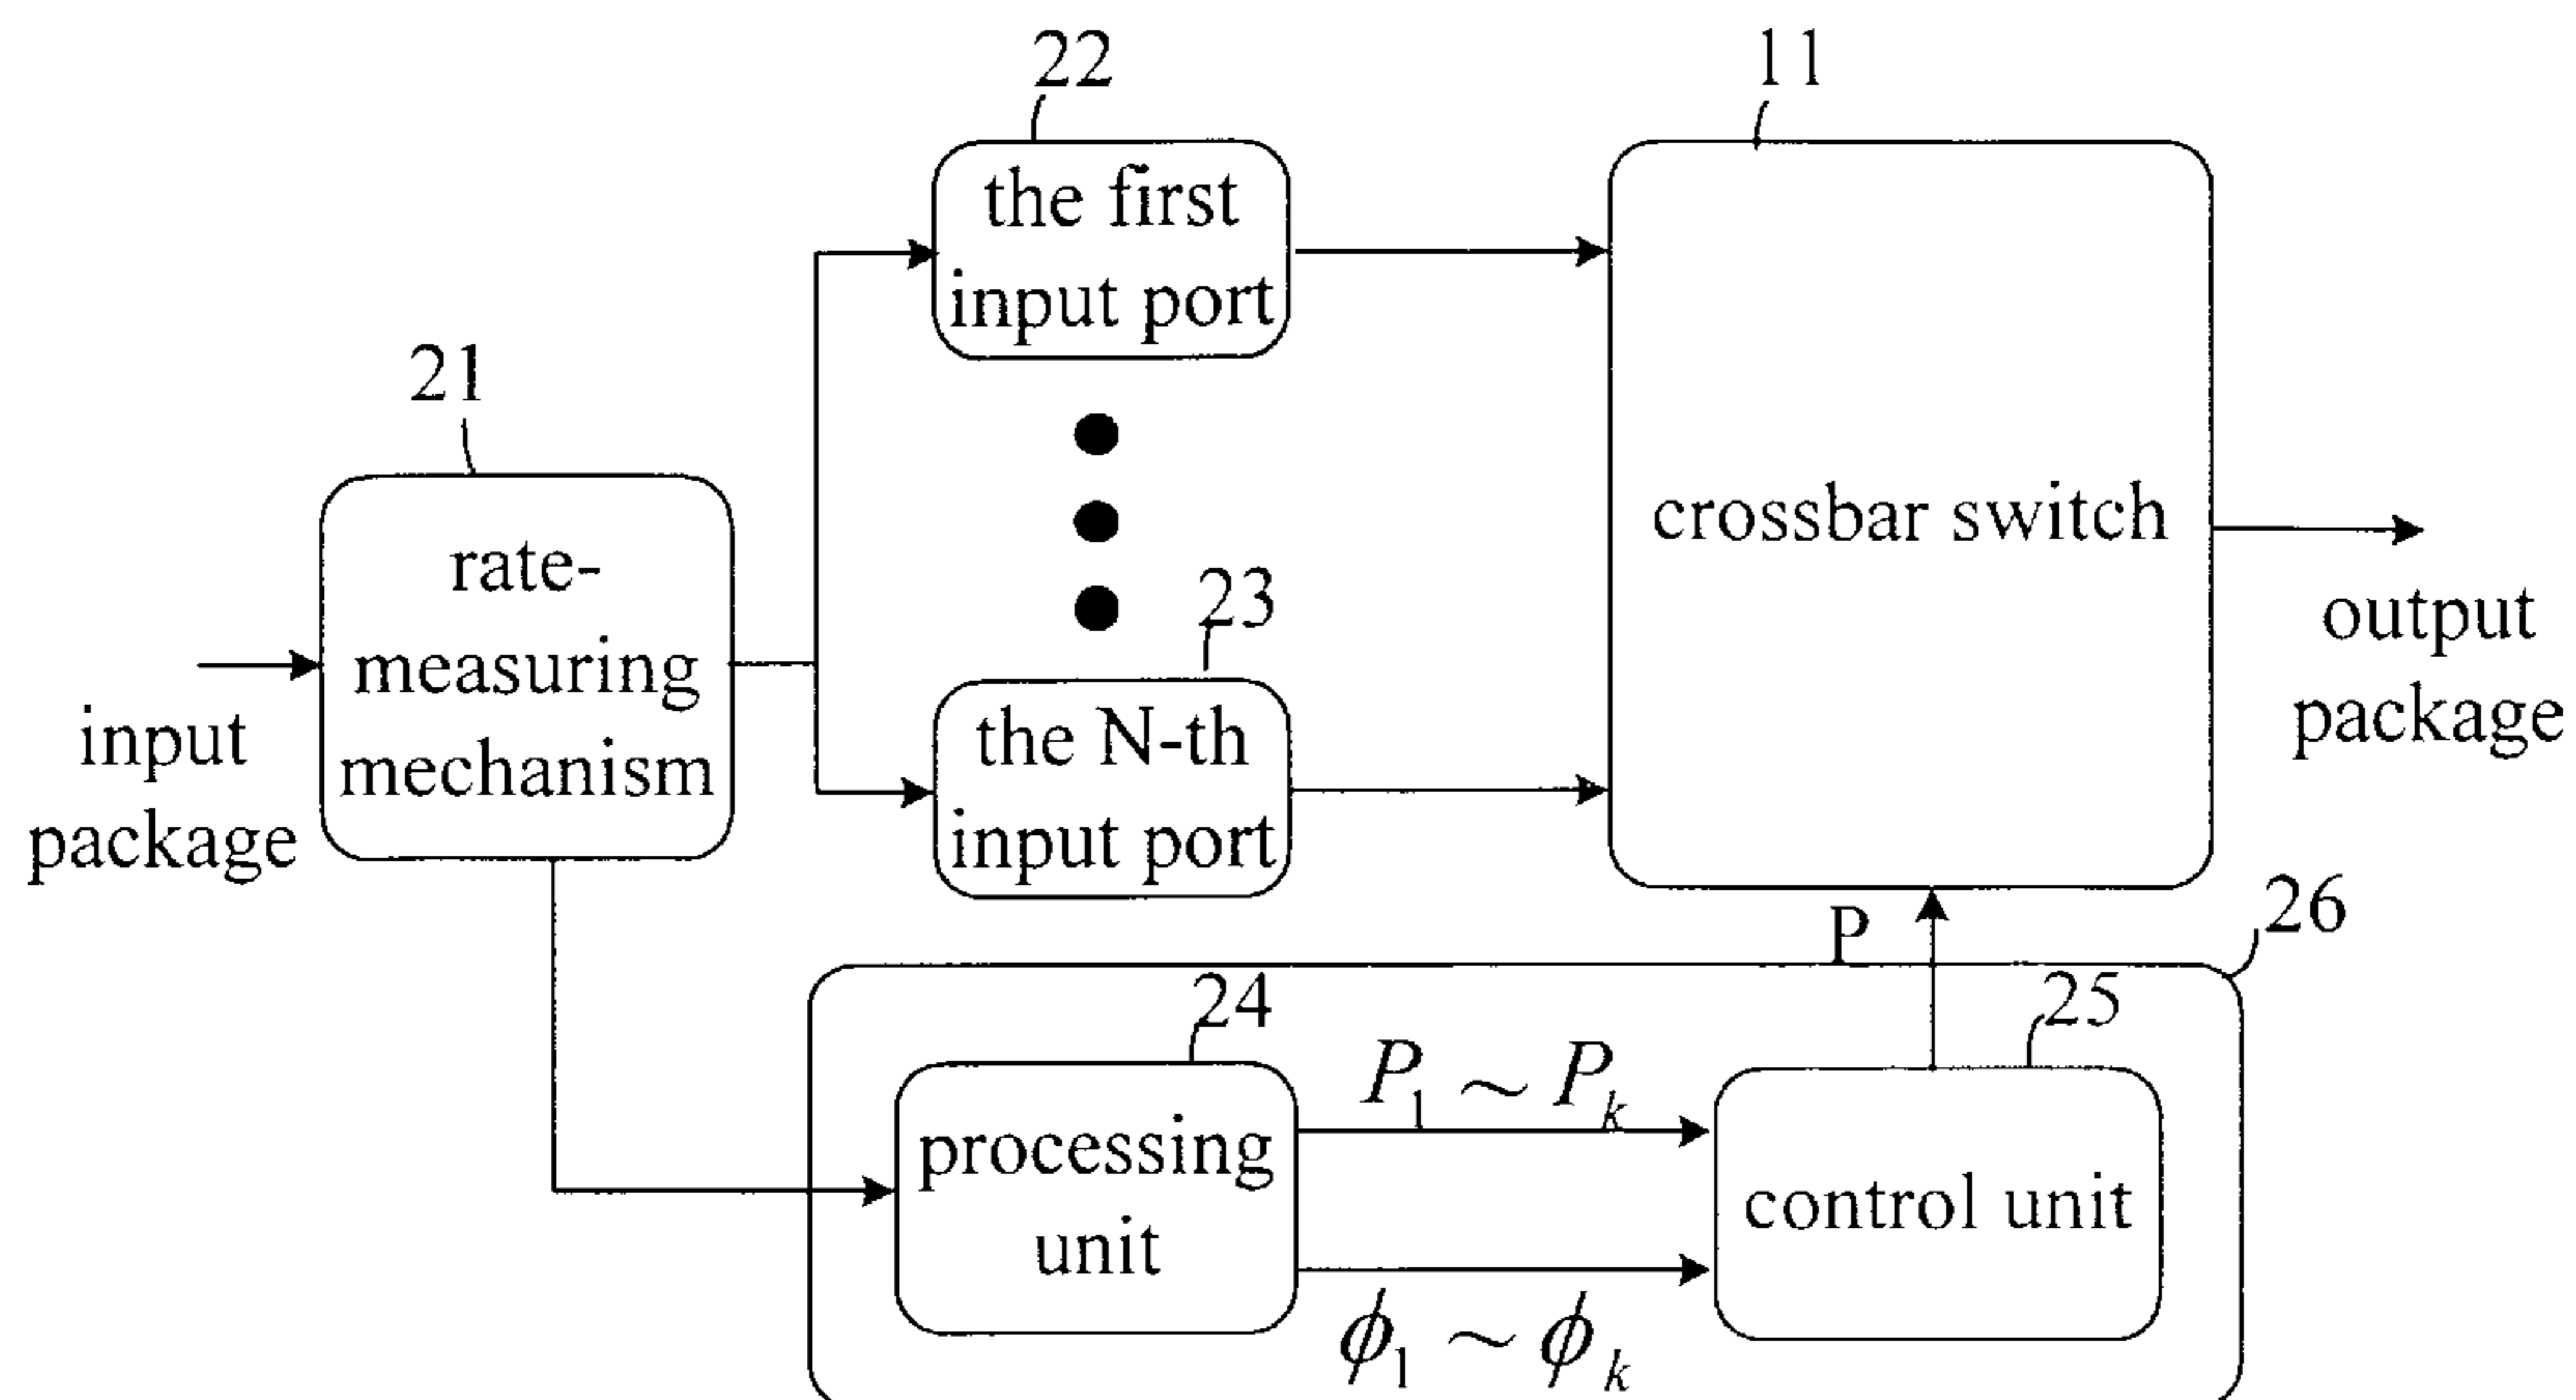 22
11
the first
input port
21
rate-
measuring
mechanism
input
package
23
the N-th
input port
crossbar switch
output
package
P
26
24
25
P₁ ~ Pₖ
processing
unit
control unit
ϕ₁ ~ ϕₖ